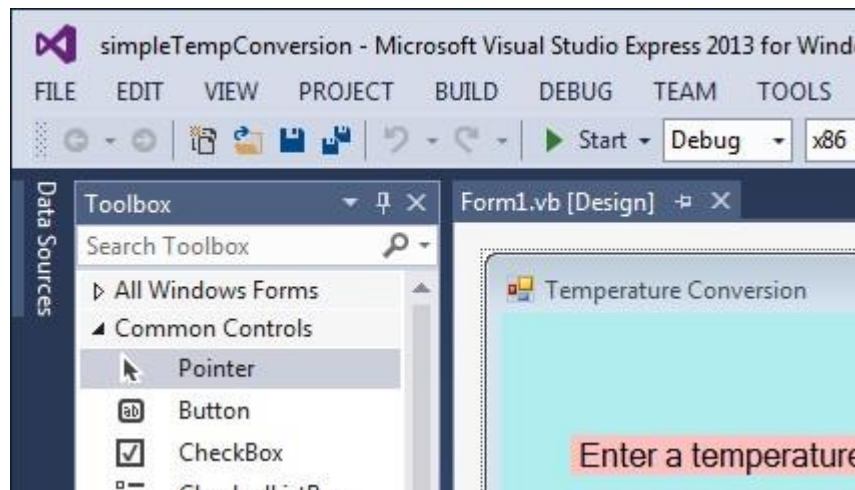 simpleTempConversion - Microsoft Visual Studio Express 2013 for
FILE EDIT VIEW PROJECT BUILD DEBUG TEAM TOOLS
Start Debug x86
Data Sources
Toolbox
Form1.vb [Design]
Search Toolbox
All Windows Forms
Temperature Conversion
Common Controls
Pointer
Button
CheckBox
Enter a temperature